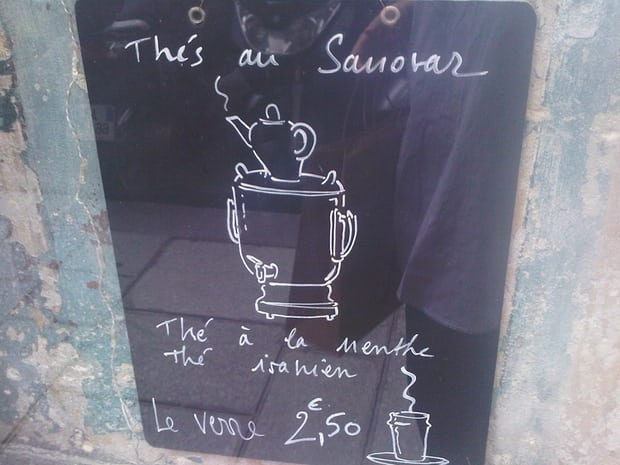 Thés au Samovar
Thé à la menthe
Thé iranien
Le verre 2,50 €